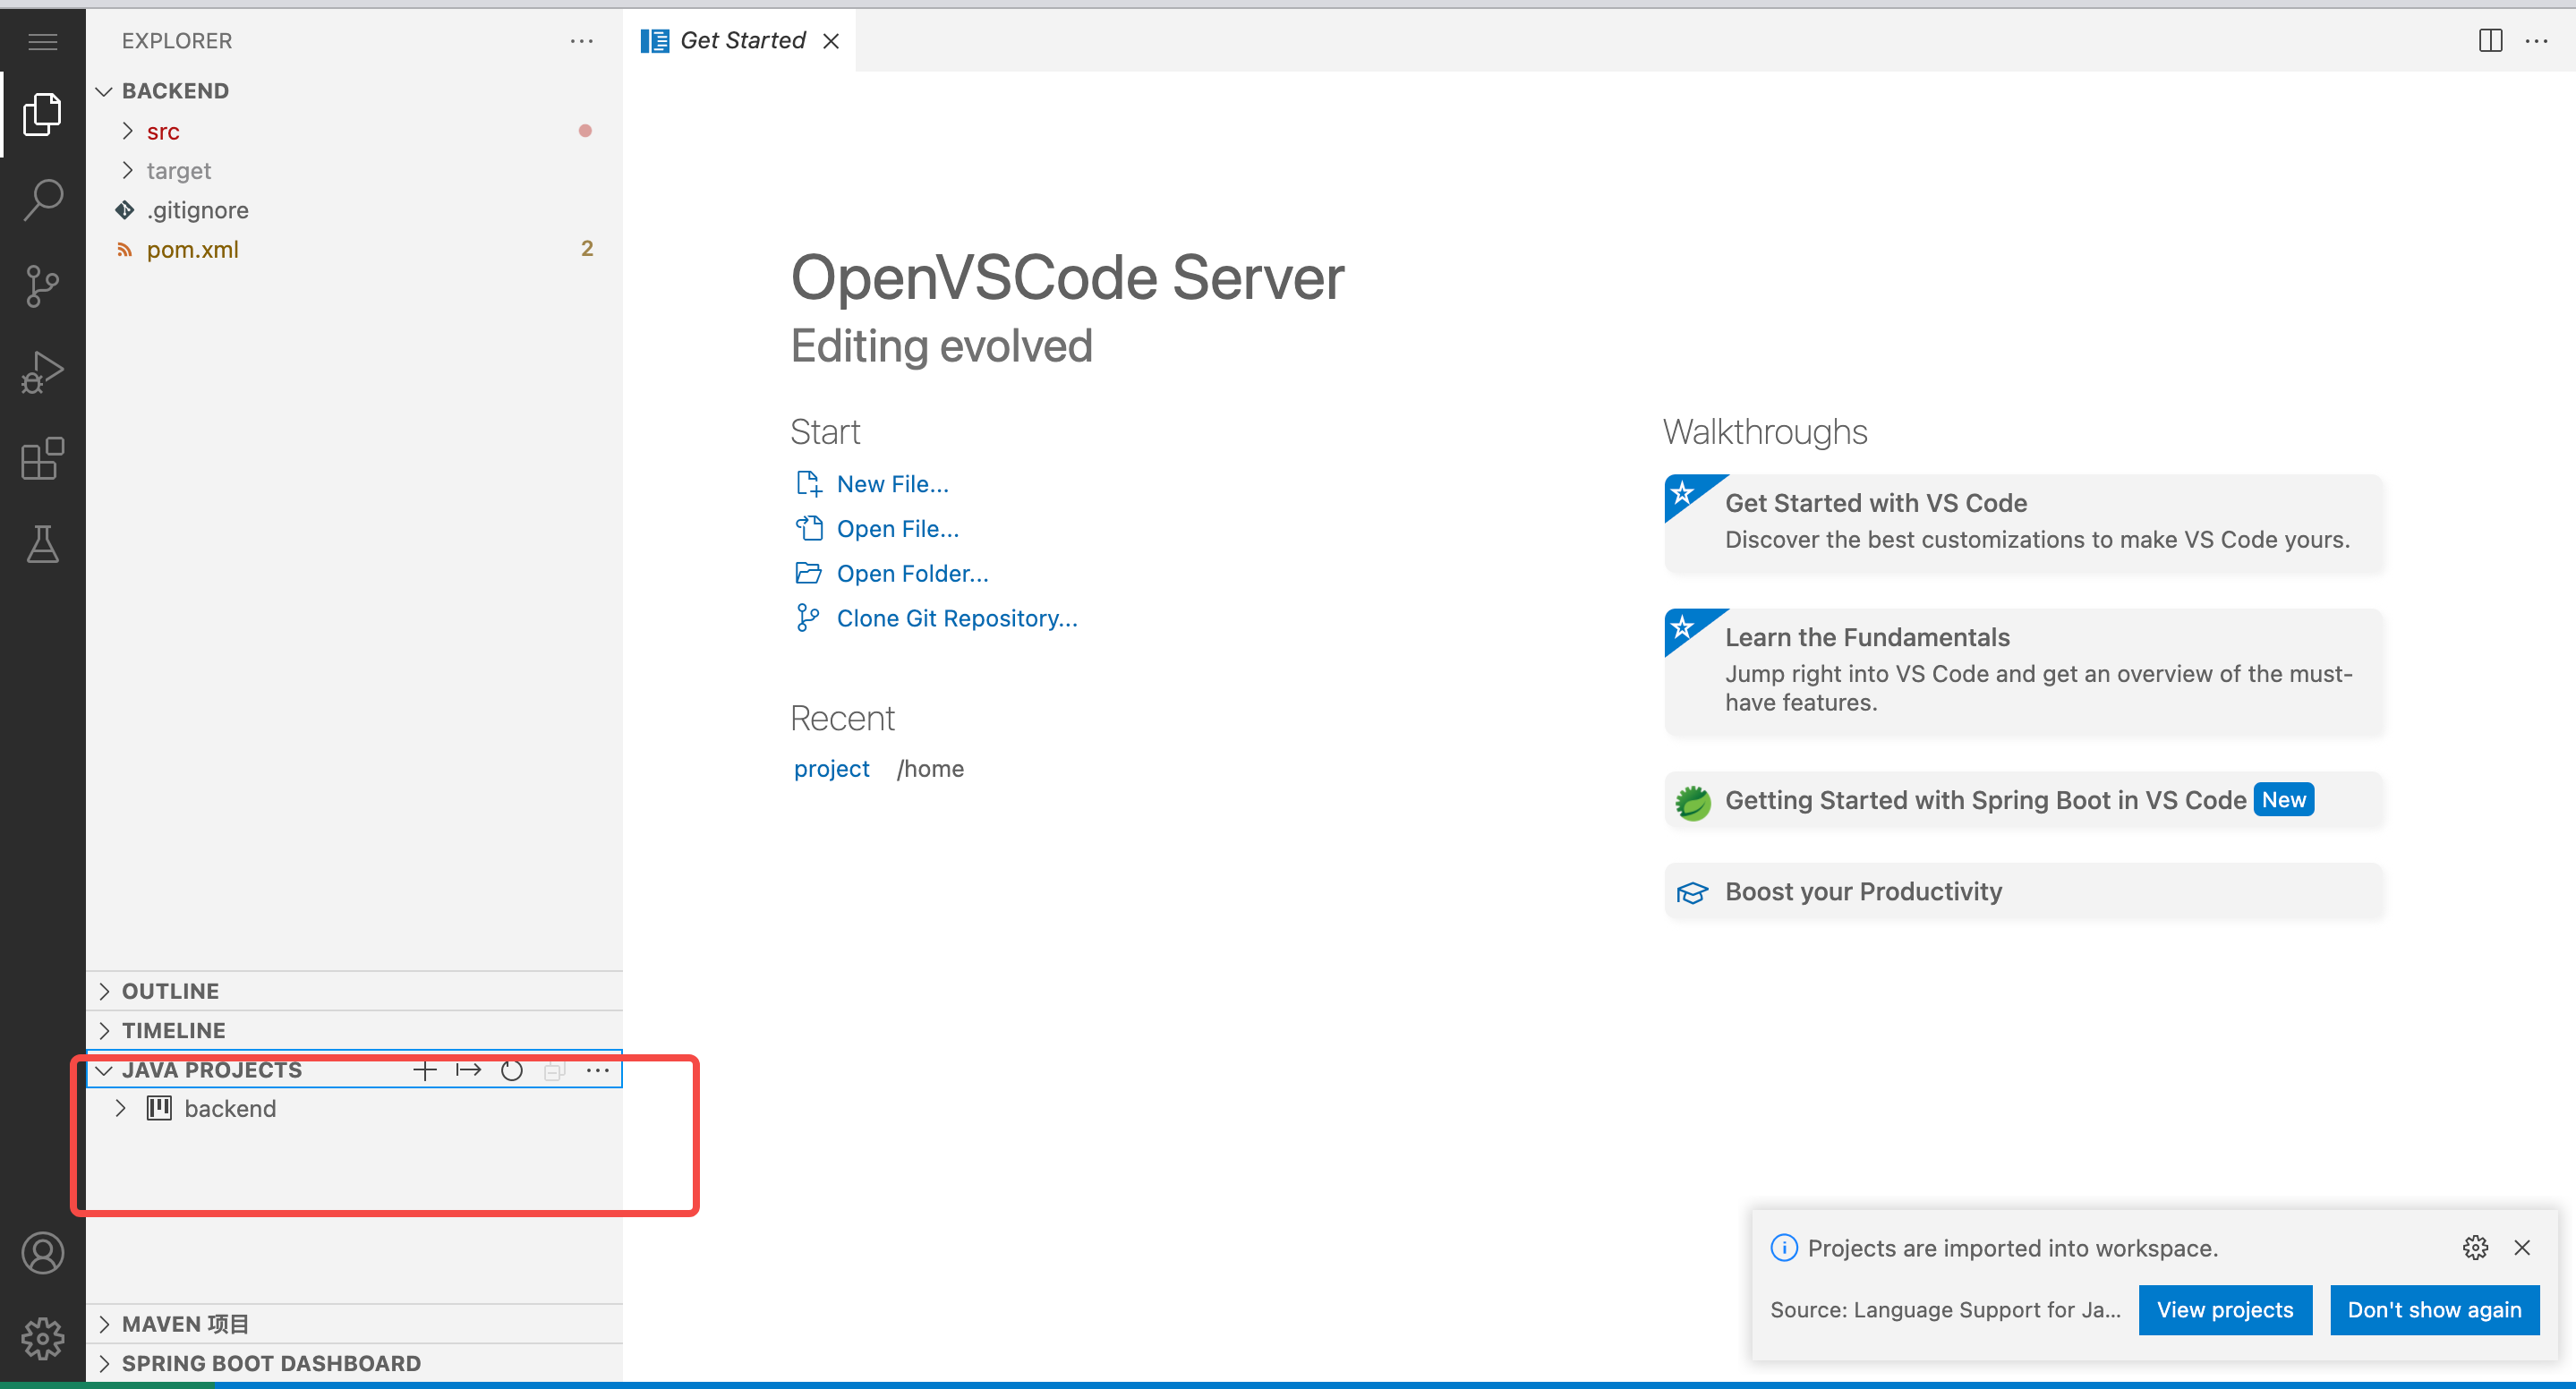 EXPLORER
BACKEND
src
target
.gitignore
pom.xml 2
OUTLINE
TIMELINE
JAVA PROJECTS
backend
MAVEN 项目
SPRING BOOT DASHBOARD
Get Started
OpenVSCode Server
Editing evolved
Start
New File...
Open File...
Open Folder...
Clone Git Repository...
Recent
project /home
Walkthroughs
Get Started with VS Code
Discover the best customizations to make VS Code yours.
Learn the Fundamentals
Jump right into VS Code and get an overview of the must-
have features.
Getting Started with Spring Boot in VS Code New
Boost your Productivity
Projects are imported into workspace.
Source: Language Support for Ja... View projects Don't show again